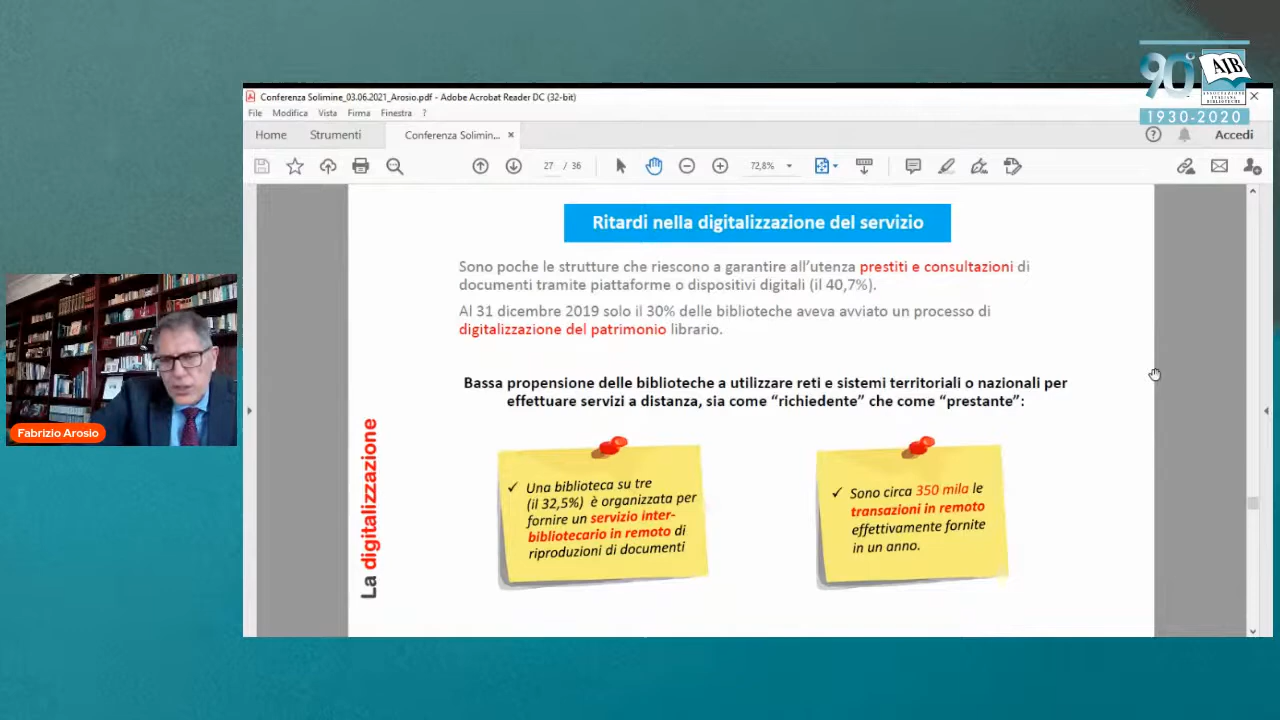 90°
AIB
ASSOCIAZIONE
ITALIANA
BIBLIOTECHE
1930-2020
Conferenza Solimine_03.06.2021_Arosio.pdf - Adobe Acrobat Reader DC (32-bit)
File Modifica Vista Firma Finestra ?
Home Strumenti Conferenza Solimin... × Accedi
27 / 36 72,8%
Ritardi nella digitalizzazione del servizio
Sono poche le strutture che riescono a garantire all'utenza prestiti e consultazioni di
documenti tramite piattaforme o dispositivi digitali (il 40,7%).
Al 31 dicembre 2019 solo il 30% delle biblioteche aveva avviato un processo di
digitalizzazione del patrimonio librario.
Bassa propensione delle biblioteche a utilizzare reti e sistemi territoriali o nazionali per
effettuare servizi a distanza, sia come “richiedente” che come “prestante”:
La digitalizzazione
✓ Una biblioteca su tre
(il 32,5%) è organizzata per
fornire un servizio inter-
bibliotecario in remoto di
riproduzioni di documenti
✓ Sono circa 350 mila le
transazioni in remoto
effettivamente fornite
in un anno.
Fabrizio Arosio